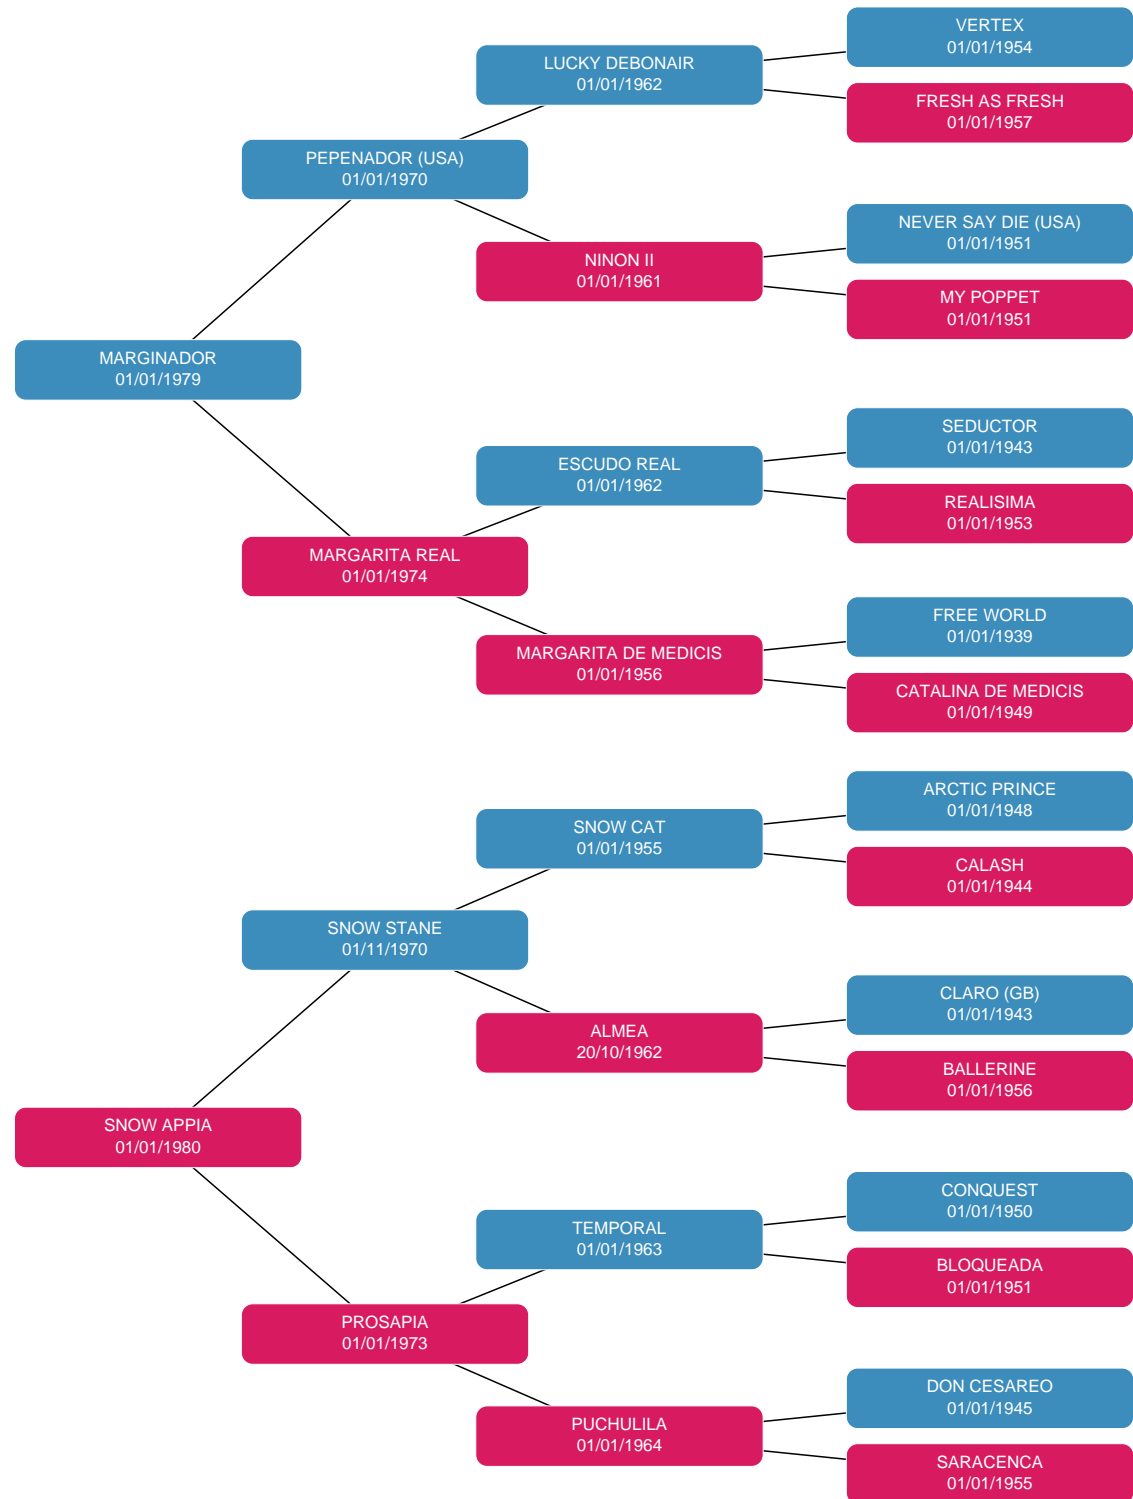 VERTEX
01/01/1954
LUCKY DEBONAIR
01/01/1962
FRESH AS FRESH
01/01/1957
PEPENADOR (USA)
01/01/1970
NEVER SAY DIE (USA)
01/01/1951
NINON II
01/01/1961
MY POPPET
01/01/1951
MARGINADOR
01/01/1979
SEDUCTOR
01/01/1943
ESCUDO REAL
01/01/1962
REALISIMA
01/01/1953
MARGARITA REAL
01/01/1974
FREE WORLD
01/01/1939
MARGARITA DE MEDICIS
01/01/1956
CATALINA DE MEDICIS
01/01/1949
ARCTIC PRINCE
01/01/1948
SNOW CAT
01/01/1955
CALASH
01/01/1944
SNOW STANE
01/11/1970
CLARO (GB)
01/01/1943
ALMEA
20/10/1962
BALLERINE
01/01/1956
SNOW APPIA
01/01/1980
CONQUEST
01/01/1950
TEMPORAL
01/01/1963
BLOQUEADA
01/01/1951
PROSAPIA
01/01/1973
DON CESAREO
01/01/1945
PUCHULILA
01/01/1964
SARACENCA
01/01/1955